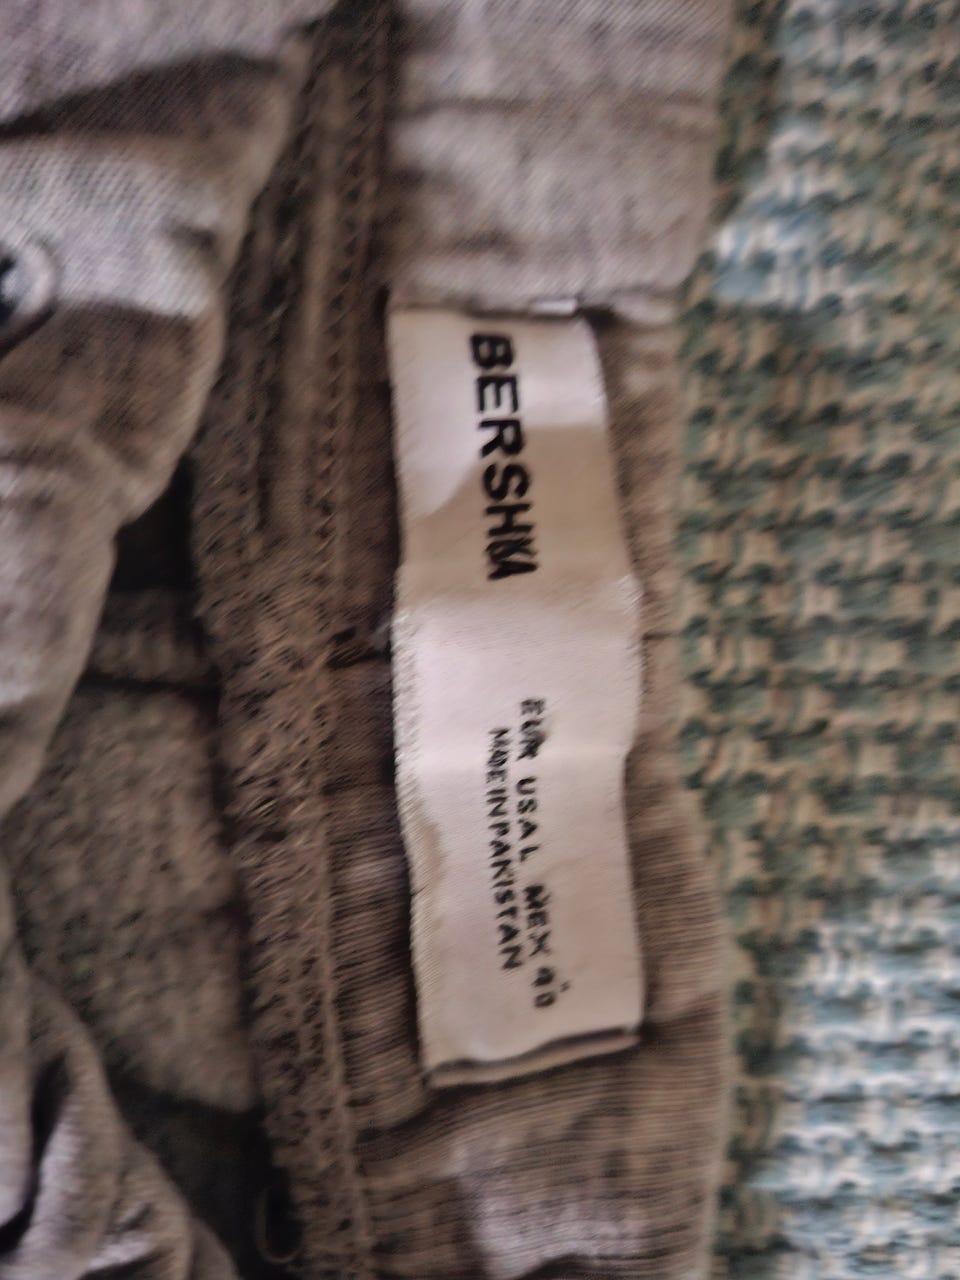 BERSHKA
EUR USA L MEX 40
MADE IN PAKISTAN